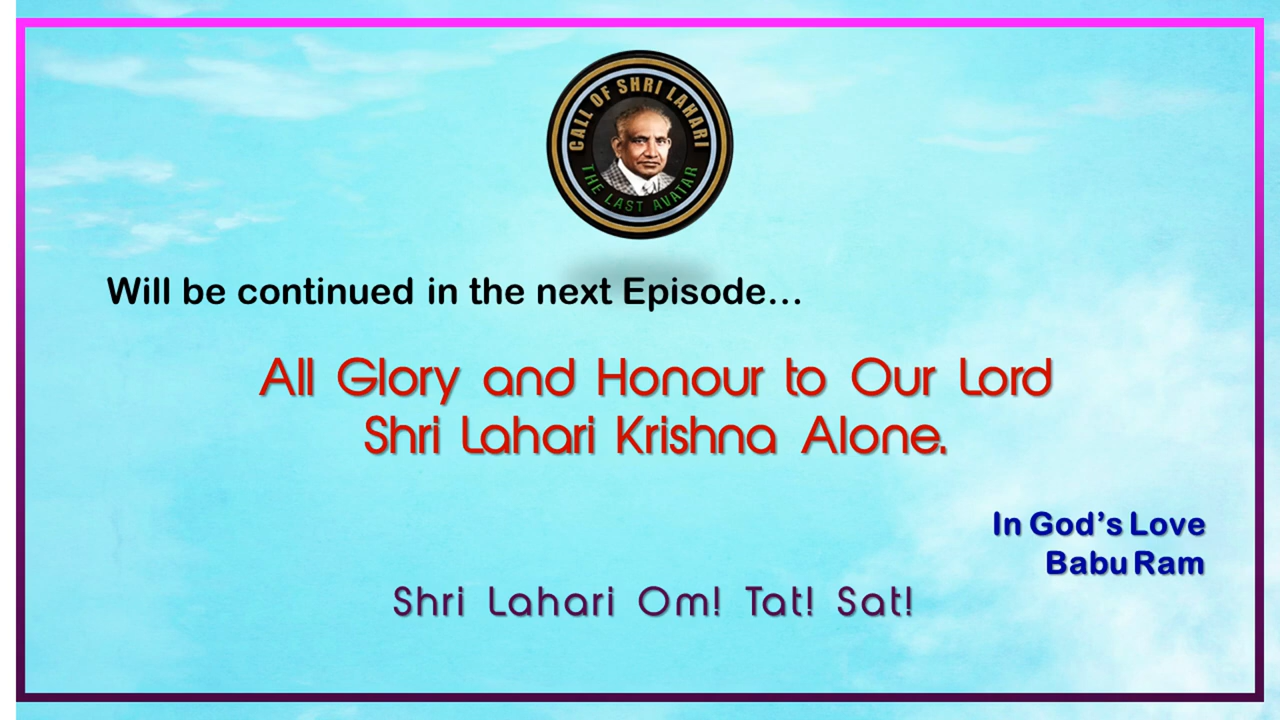 CALL OF SHRI LAHARI
THE LAST AVATAR
Will be continued in the next Episode...
All Glory and Honour to Our Lord
Shri Lahari Krishna Alone.
In God's Love
Babu Ram
Shri Lahari Om! Tat! Sat!